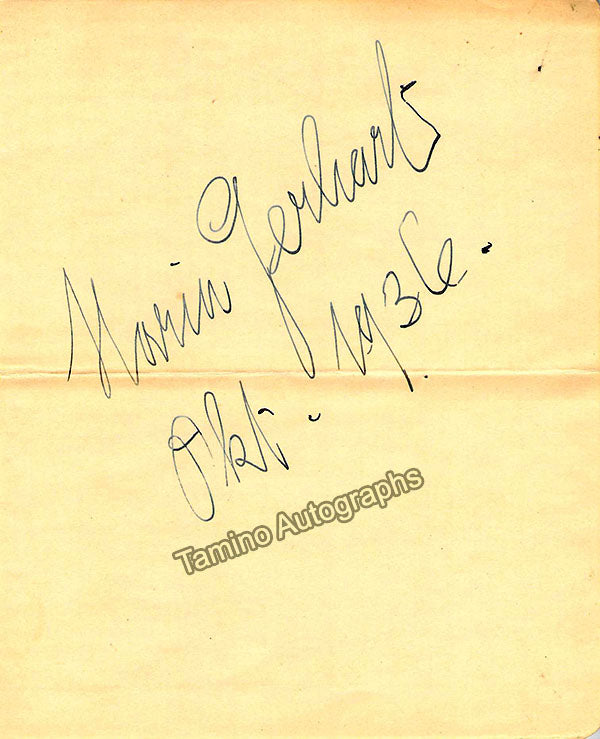 Maria Gerhart
Okt. 1936.
Tamino Autographs